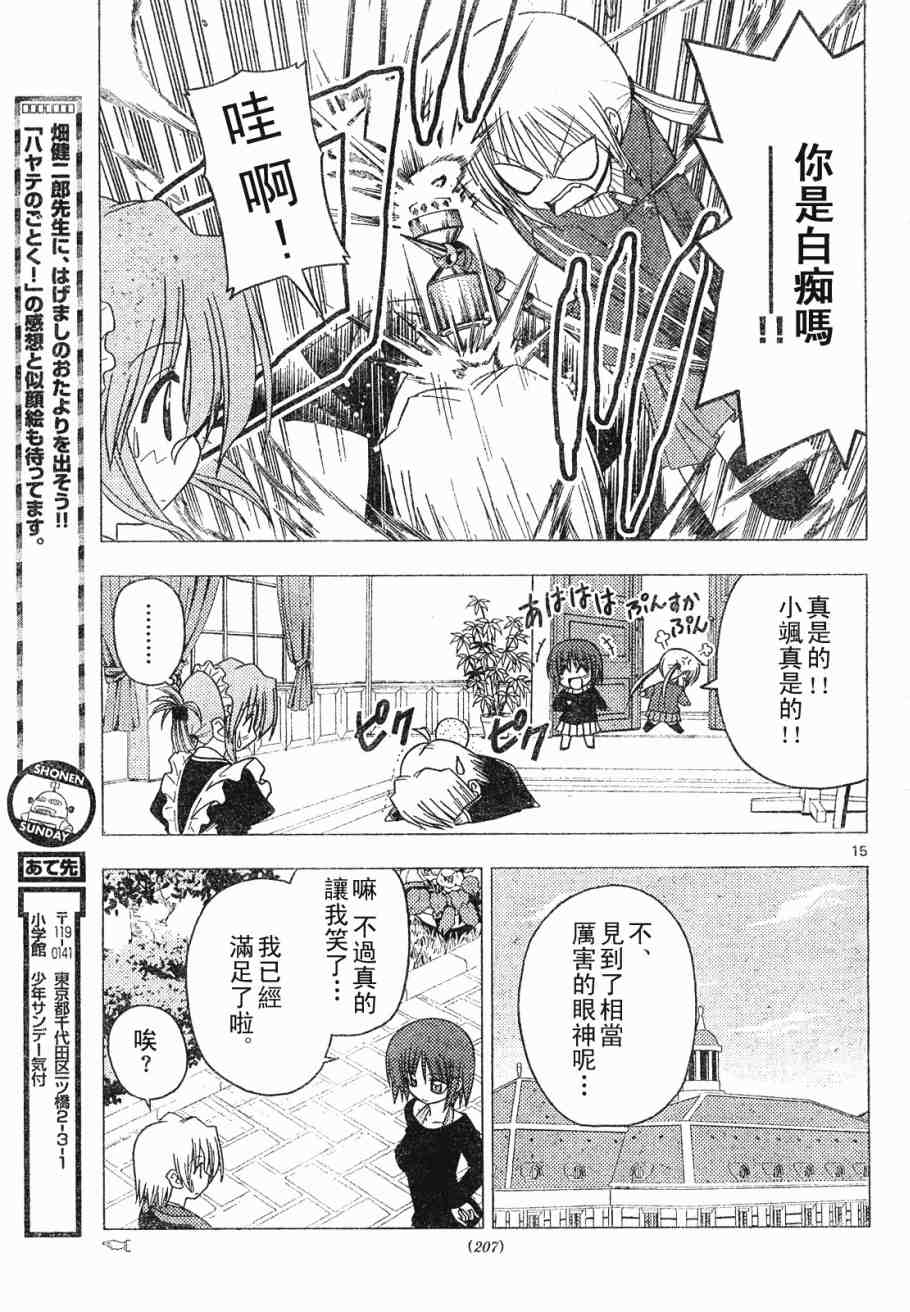 你是白痴嗎
━━!!
哇啊！
真是的!!
小颯真是的!!
ぷんすか
ぷん
あはははは
………
ピク
ピク
15
不、
見到了相當
厲害的眼神呢…
嘛 不過真的
讓我笑了…
我已經
滿足了啦。
唉？
(207)
畑健二郎先生に、はげましのおたよりを出そう!!
「ハヤテのごとく！」の感想と似顔絵も待ってます。
SHONEN
SUNDAY
あて先
〒119-0141 東京都千代田区一ツ橋2-3-1
小学館 少年サンデー気付